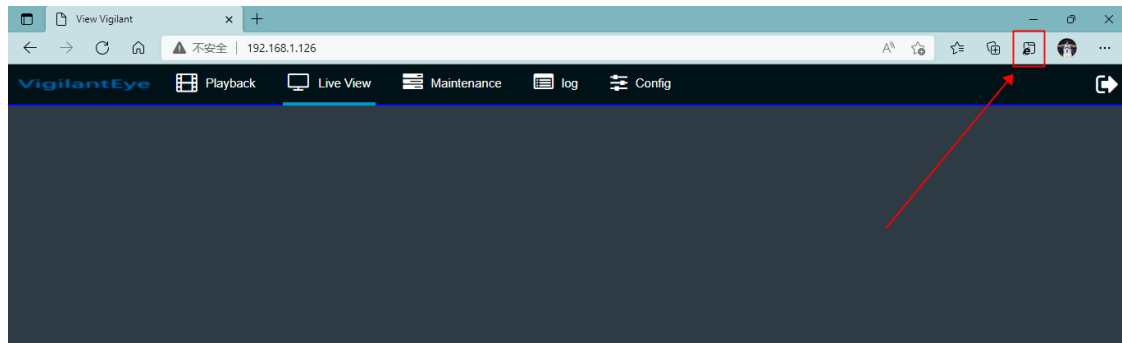 View Vigilant
不安全 192.168.1.126
VigilantEye Playback Live View Maintenance log Config